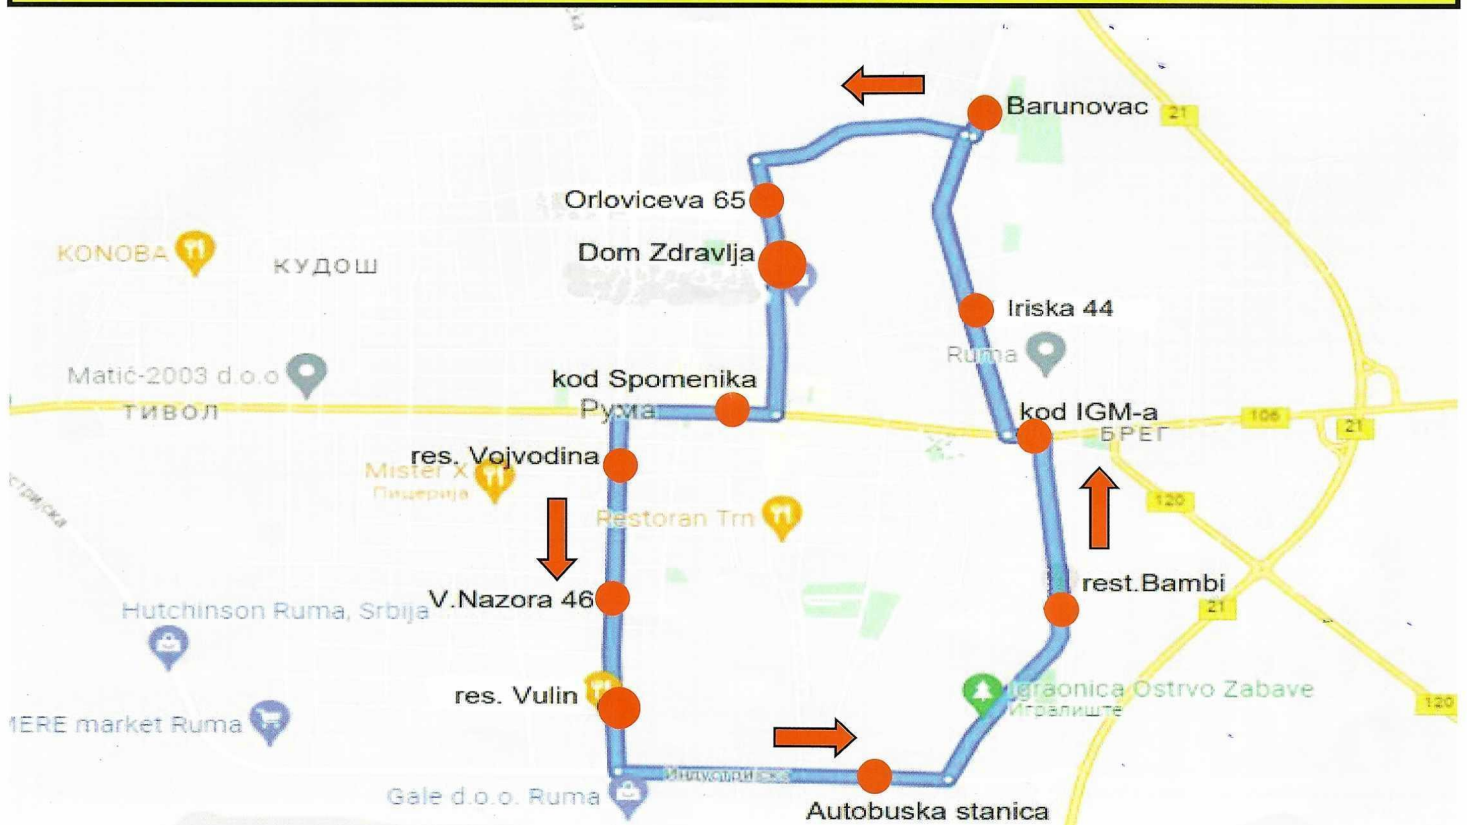 Barunovac
21
Orloviceva 65
Dom Zdravlja
KONOBA
КУДОШ
Iriska 44
Ruma
Matić-2003 d.o.o
ТИВОЛ
kod Spomenika
Рума
kod IGM-a
БРЕГ
106
21
res. Vojvodina
Mister X
Пицерија
120
Restoran Trn
rest.Bambi
21
V.Nazora 46
Hutchinson Ruma, Srbija
res. Vulin
Igraonica Ostrvo Zabave
Игралиште
120
MERE market Ruma
Индустријска
Gale d.o.o. Ruma
Autobuska stanica